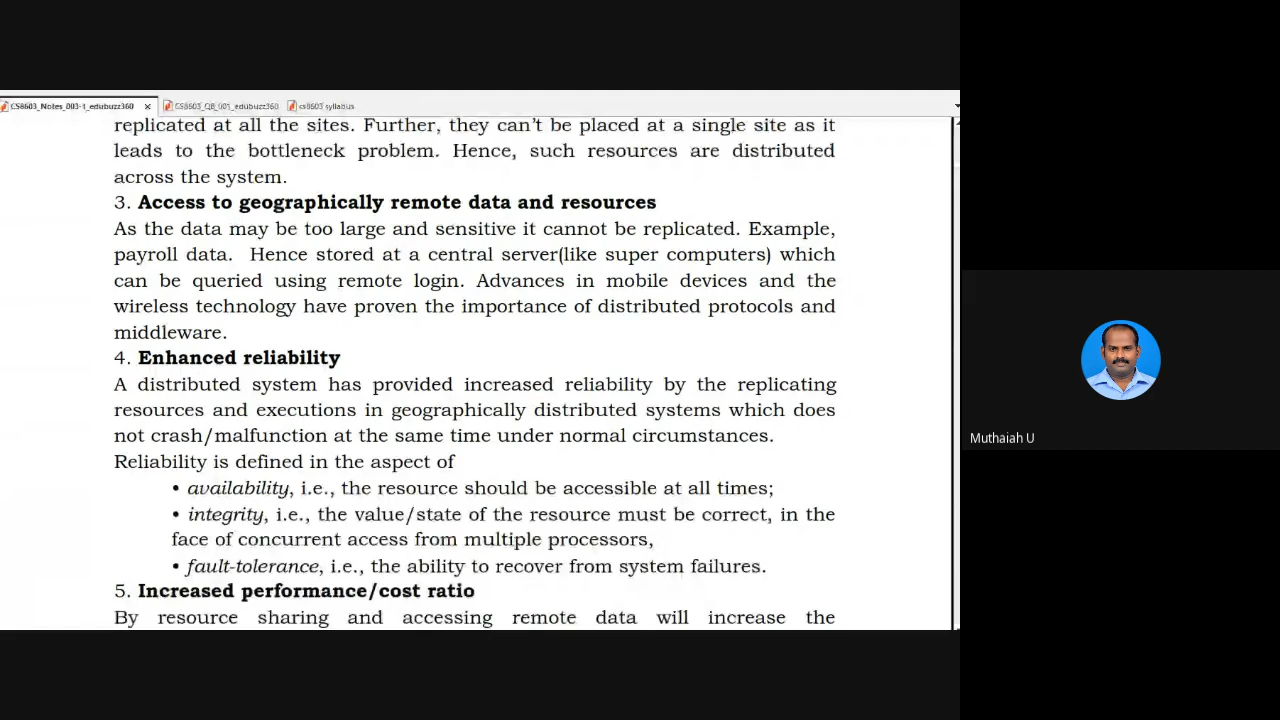 CS8603_Notes_003-1_edubuzz360
CS8603_QB_001_edubuzz360
cs8603 syllabus
replicated at all the sites. Further, they can’t be placed at a single site as it
leads to the bottleneck problem. Hence, such resources are distributed
across the system.
3. Access to geographically remote data and resources
As the data may be too large and sensitive it cannot be replicated. Example,
payroll data. Hence stored at a central server(like super computers) which
can be queried using remote login. Advances in mobile devices and the
wireless technology have proven the importance of distributed protocols and
middleware.
4. Enhanced reliability
A distributed system has provided increased reliability by the replicating
resources and executions in geographically distributed systems which does
not crash/malfunction at the same time under normal circumstances.
Reliability is defined in the aspect of
• availability, i.e., the resource should be accessible at all times;
• integrity, i.e., the value/state of the resource must be correct, in the
face of concurrent access from multiple processors,
• fault-tolerance, i.e., the ability to recover from system failures.
5. Increased performance/cost ratio
By resource sharing and accessing remote data will increase the
Muthaiah U